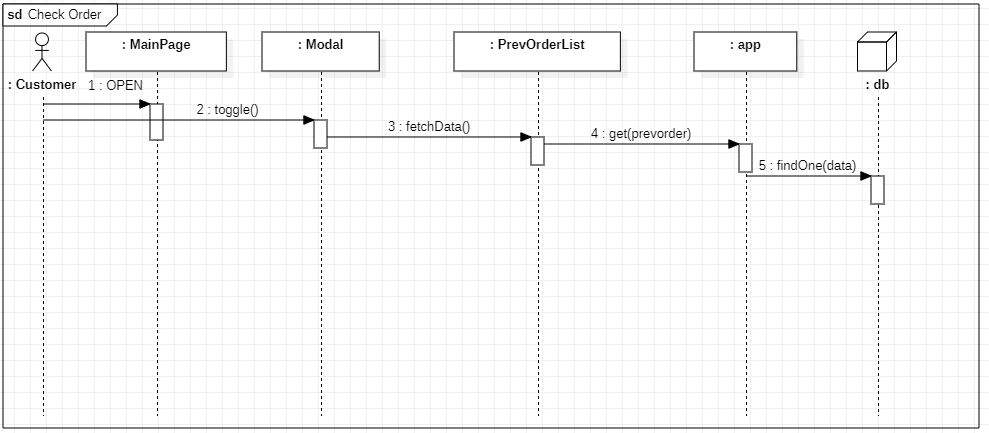 sd Check Order
: MainPage
: Modal
: PrevOrderList
: app
: Customer
: db
1 : OPEN
2 : toggle()
3 : fetchData()
4 : get(prevorder)
5 : findOne(data)